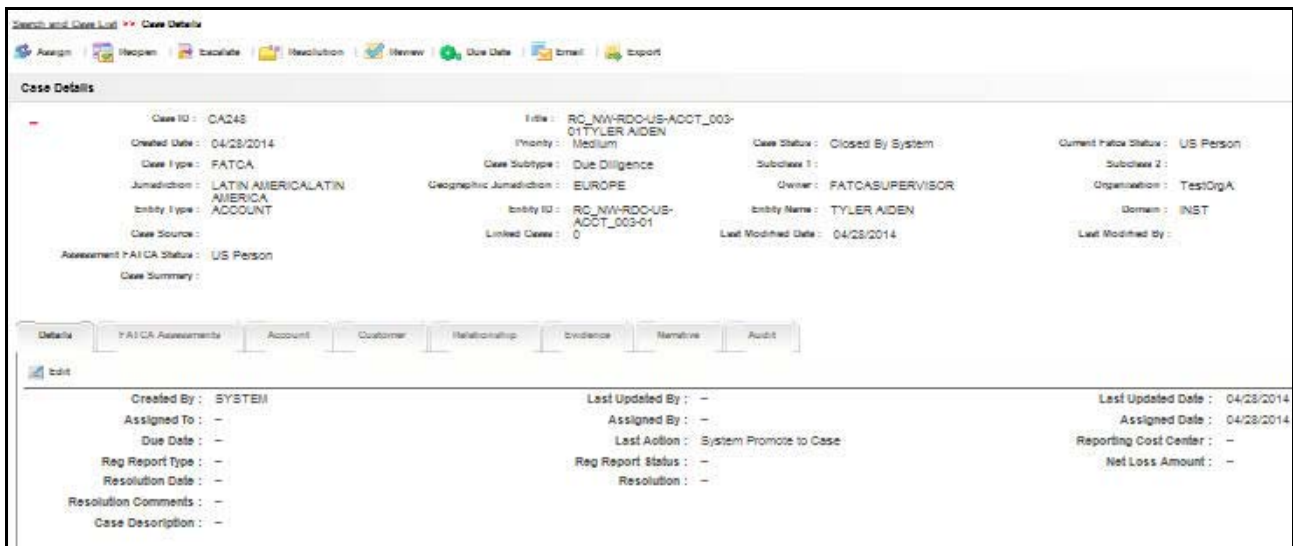 Search and Case List >> Case Details
Assign Reopen Escalate Resolution Review Due Date Email Export
Case Details
Case ID : CA248 Title : RC_NW-RDC-US-ACCT_003-01TYLER AIDEN
Created Date : 04/28/2014 Priority : Medium Case Status : Closed By System Current Fatca Status : US Person
Case Type : FATCA Case Subtype : Due Diligence Subclass 1 : Subclass 2 :
Jurisdiction : LATIN AMERICALATIN AMERICA Geographic Jurisdiction : EUROPE Owner : FATCASUPERVISOR Organisation : TestOrgA
Entity Type : ACCOUNT Entity ID : RC_NW-RDO-US-ACCT_003-01 Entity Name : TYLER AIDEN Domain : INST
Case Source : Linked Cases : 0 Last Modified Date : 04/28/2014 Last Modified By :
Assessment FATCA Status : US Person
Case Summary :
Details FATCA Assessments Account Customer Relationship Evidence Narrative Audit
Edit
Created By : SYSTEM Last Updated By : – Last Updated Date : 04/28/2014
Assigned To : – Assigned By : – Assigned Date : 04/28/2014
Due Date : – Last Action : System Promote to Case Reporting Cost Center : –
Reg Report Type : – Reg Report Status : – Net Loss Amount : –
Resolution Date : – Resolution : –
Resolution Comments : –
Case Description : –